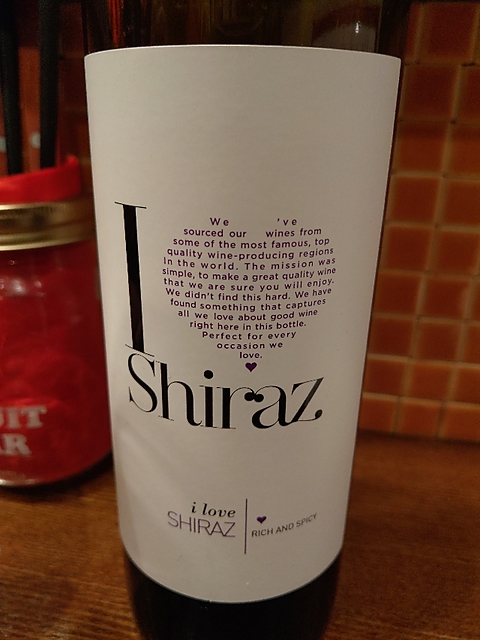 I
We 've
sourced our wines from
some of the most famous, top
quality wine-producing regions
In the world. The mission was
simple, to make a great quality wine
that we are sure you will enjoy.
We didn't find this hard. We have
found something that captures
all we love about good wine
right here in this bottle.
Perfect for every
occasion we
love.
Shiraz.
i love
SHIRAZ
RICH AND SPICY